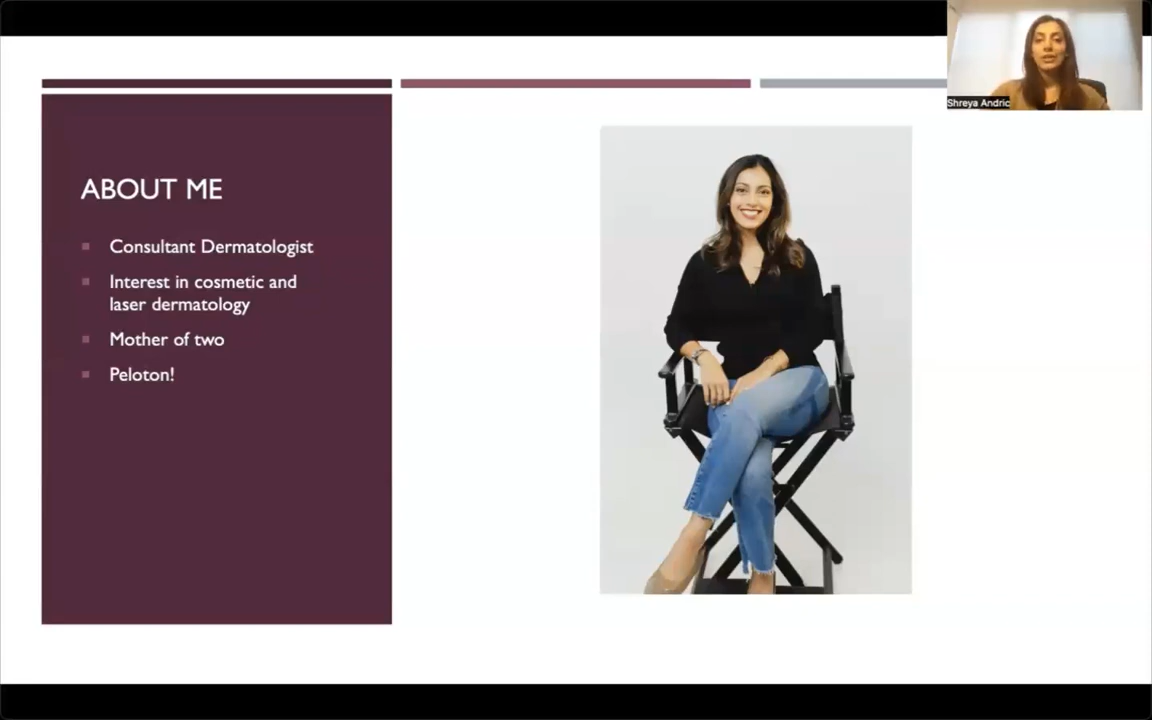 Shreya Andric
ABOUT ME
Consultant Dermatologist
Interest in cosmetic and
laser dermatology
Mother of two
Peloton!